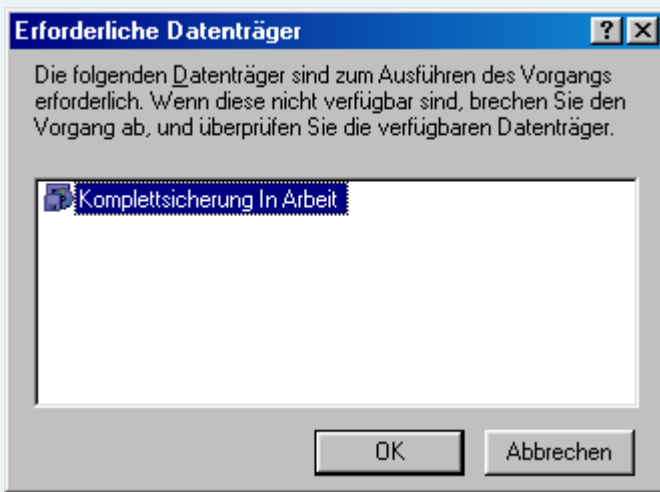 Erforderliche Datenträger
Die folgenden Datenträger sind zum Ausführen des Vorgangs
erforderlich. Wenn diese nicht verfügbar sind, brechen Sie den
Vorgang ab, und überprüfen Sie die verfügbaren Datenträger.
Komplettsicherung In Arbeit
OK Abbrechen